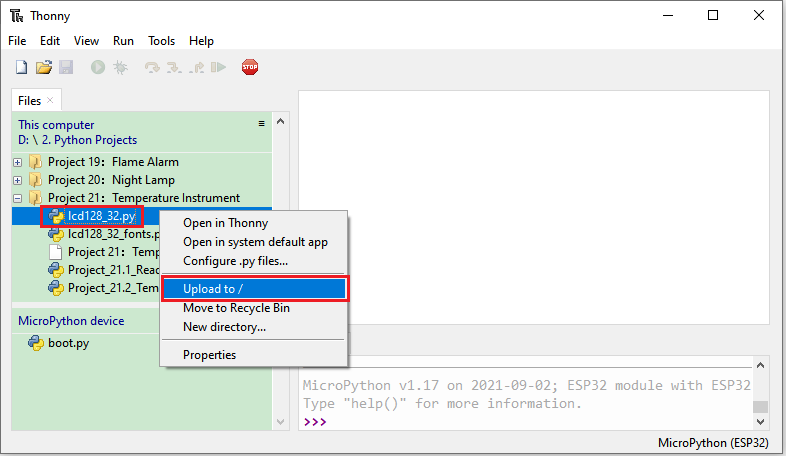 Thonny
File Edit View Run Tools Help
STOP
Files
This computer
D: \ 2. Python Projects
Project 19: Flame Alarm
Project 20: Night Lamp
Project 21: Temperature Instrument
lcd128_32.py
lcd128_32_fonts.p
Project 21: Temp
Project_21.1_Read
Project_21.2_Tem
Open in Thonny
Open in system default app
Configure .py files...
Upload to /
Move to Recycle Bin
New directory...
Properties
MicroPython device
boot.py
MicroPython v1.17 on 2021-09-02; ESP32 module with ESP32
Type "help()" for more information.
>>>
MicroPython (ESP32)